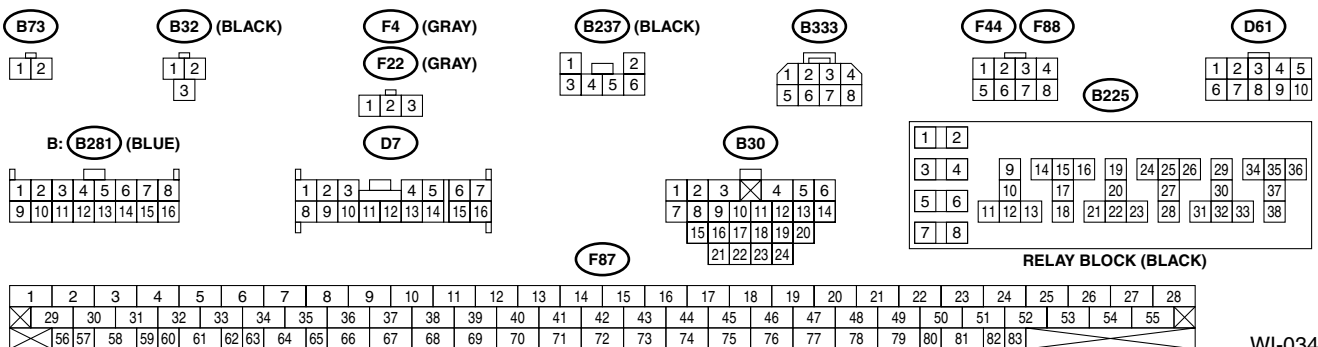 B73 B32 (BLACK) F4 (GRAY) B237 (BLACK) B333 F44 F88 D61
F22 (GRAY)
1 2
1 2
3
1 2 3
1 2
3 4 5 6
1 2 3 4
5 6 7 8
1 2 3 4
5 6 7 8
1 2 3 4 5
6 7 8 9 10
B225
B: B281 (BLUE) D7 B30
1 2 3 4 5 6 7 8
9 10 11 12 13 14 15 16
1 2 3 4 5 6 7
8 9 10 11 12 13 14 15 16
1 2 3 4 5 6
7 8 9 10 11 12 13 14
15 16 17 18 19 20
21 22 23 24
1 2
3 4
5 6
7 8
9 14 15 16 19 24 25 26 29 34 35 36
10 17 20 27 30 37
11 12 13 18 21 22 23 28 31 32 33 38
RELAY BLOCK (BLACK)
F87
1 2 3 4 5 6 7 8 9 10 11 12 13 14 15 16 17 18 19 20 21 22 23 24 25 26 27 28
29 30 31 32 33 34 35 36 37 38 39 40 41 42 43 44 45 46 47 48 49 50 51 52 53 54 55
56 57 58 59 60 61 62 63 64 65 66 67 68 69 70 71 72 73 74 75 76 77 78 79 80 81 82 83
WI-034